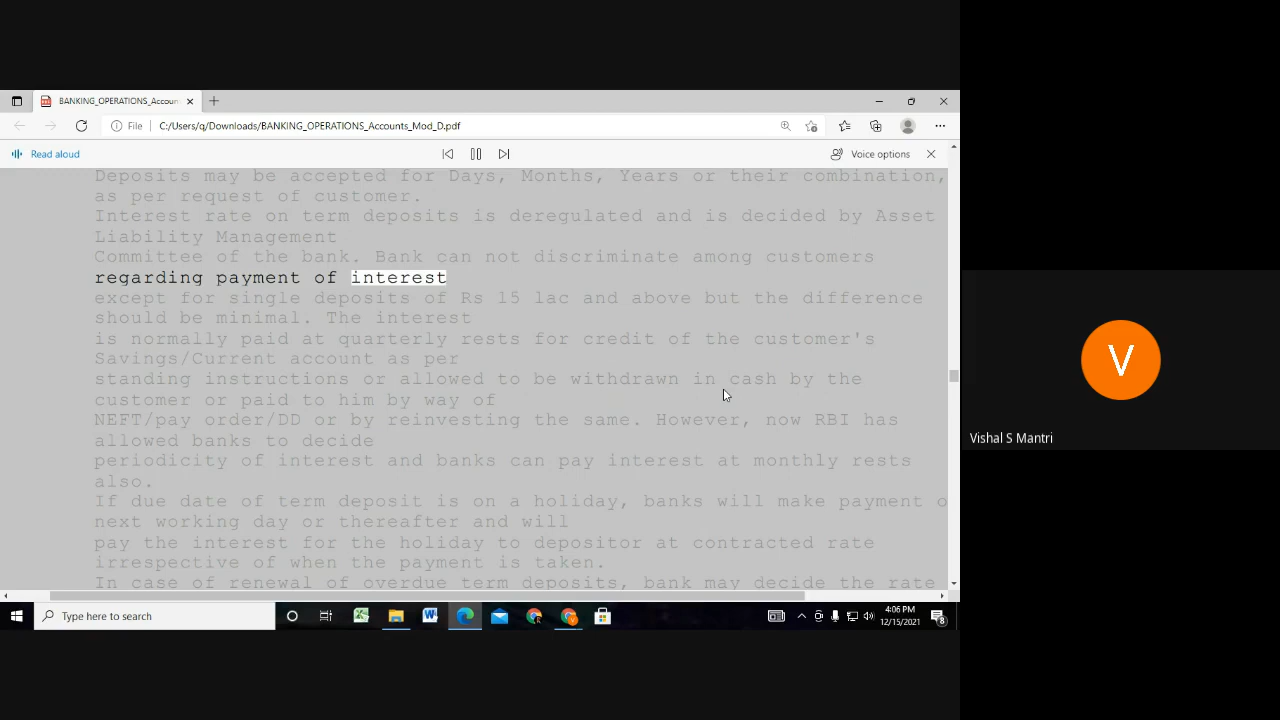 BANKING_OPERATIONS_Accoun
File C:/Users/q/Downloads/BANKING_OPERATIONS_Accounts_Mod_D.pdf
Read aloud
Voice options
Deposits may be accepted for Days, Months, Years or their combination,
as per request of customer.
Interest rate on term deposits is deregulated and is decided by Asset
Liability Management
Committee of the bank. Bank can not discriminate among customers
regarding payment of interest
except for single deposits of Rs 15 lac and above but the difference
should be minimal. The interest
is normally paid at quarterly rests for credit of the customer's
Savings/Current account as per
standing instructions or allowed to be withdrawn in cash by the
customer or paid to him by way of
NEFT/pay order/DD or by reinvesting the same. However, now RBI has
allowed banks to decide
periodicity of interest and banks can pay interest at monthly rests
also.
If due date of term deposit is on a holiday, banks will make payment o
next working day or thereafter and will
pay the interest for the holiday to depositor at contracted rate
irrespective of when the payment is taken.
In case of renewal of overdue term deposits, bank may decide the rate
Type here to search
4:06 PM
12/15/2021
8
V
Vishal S Mantri